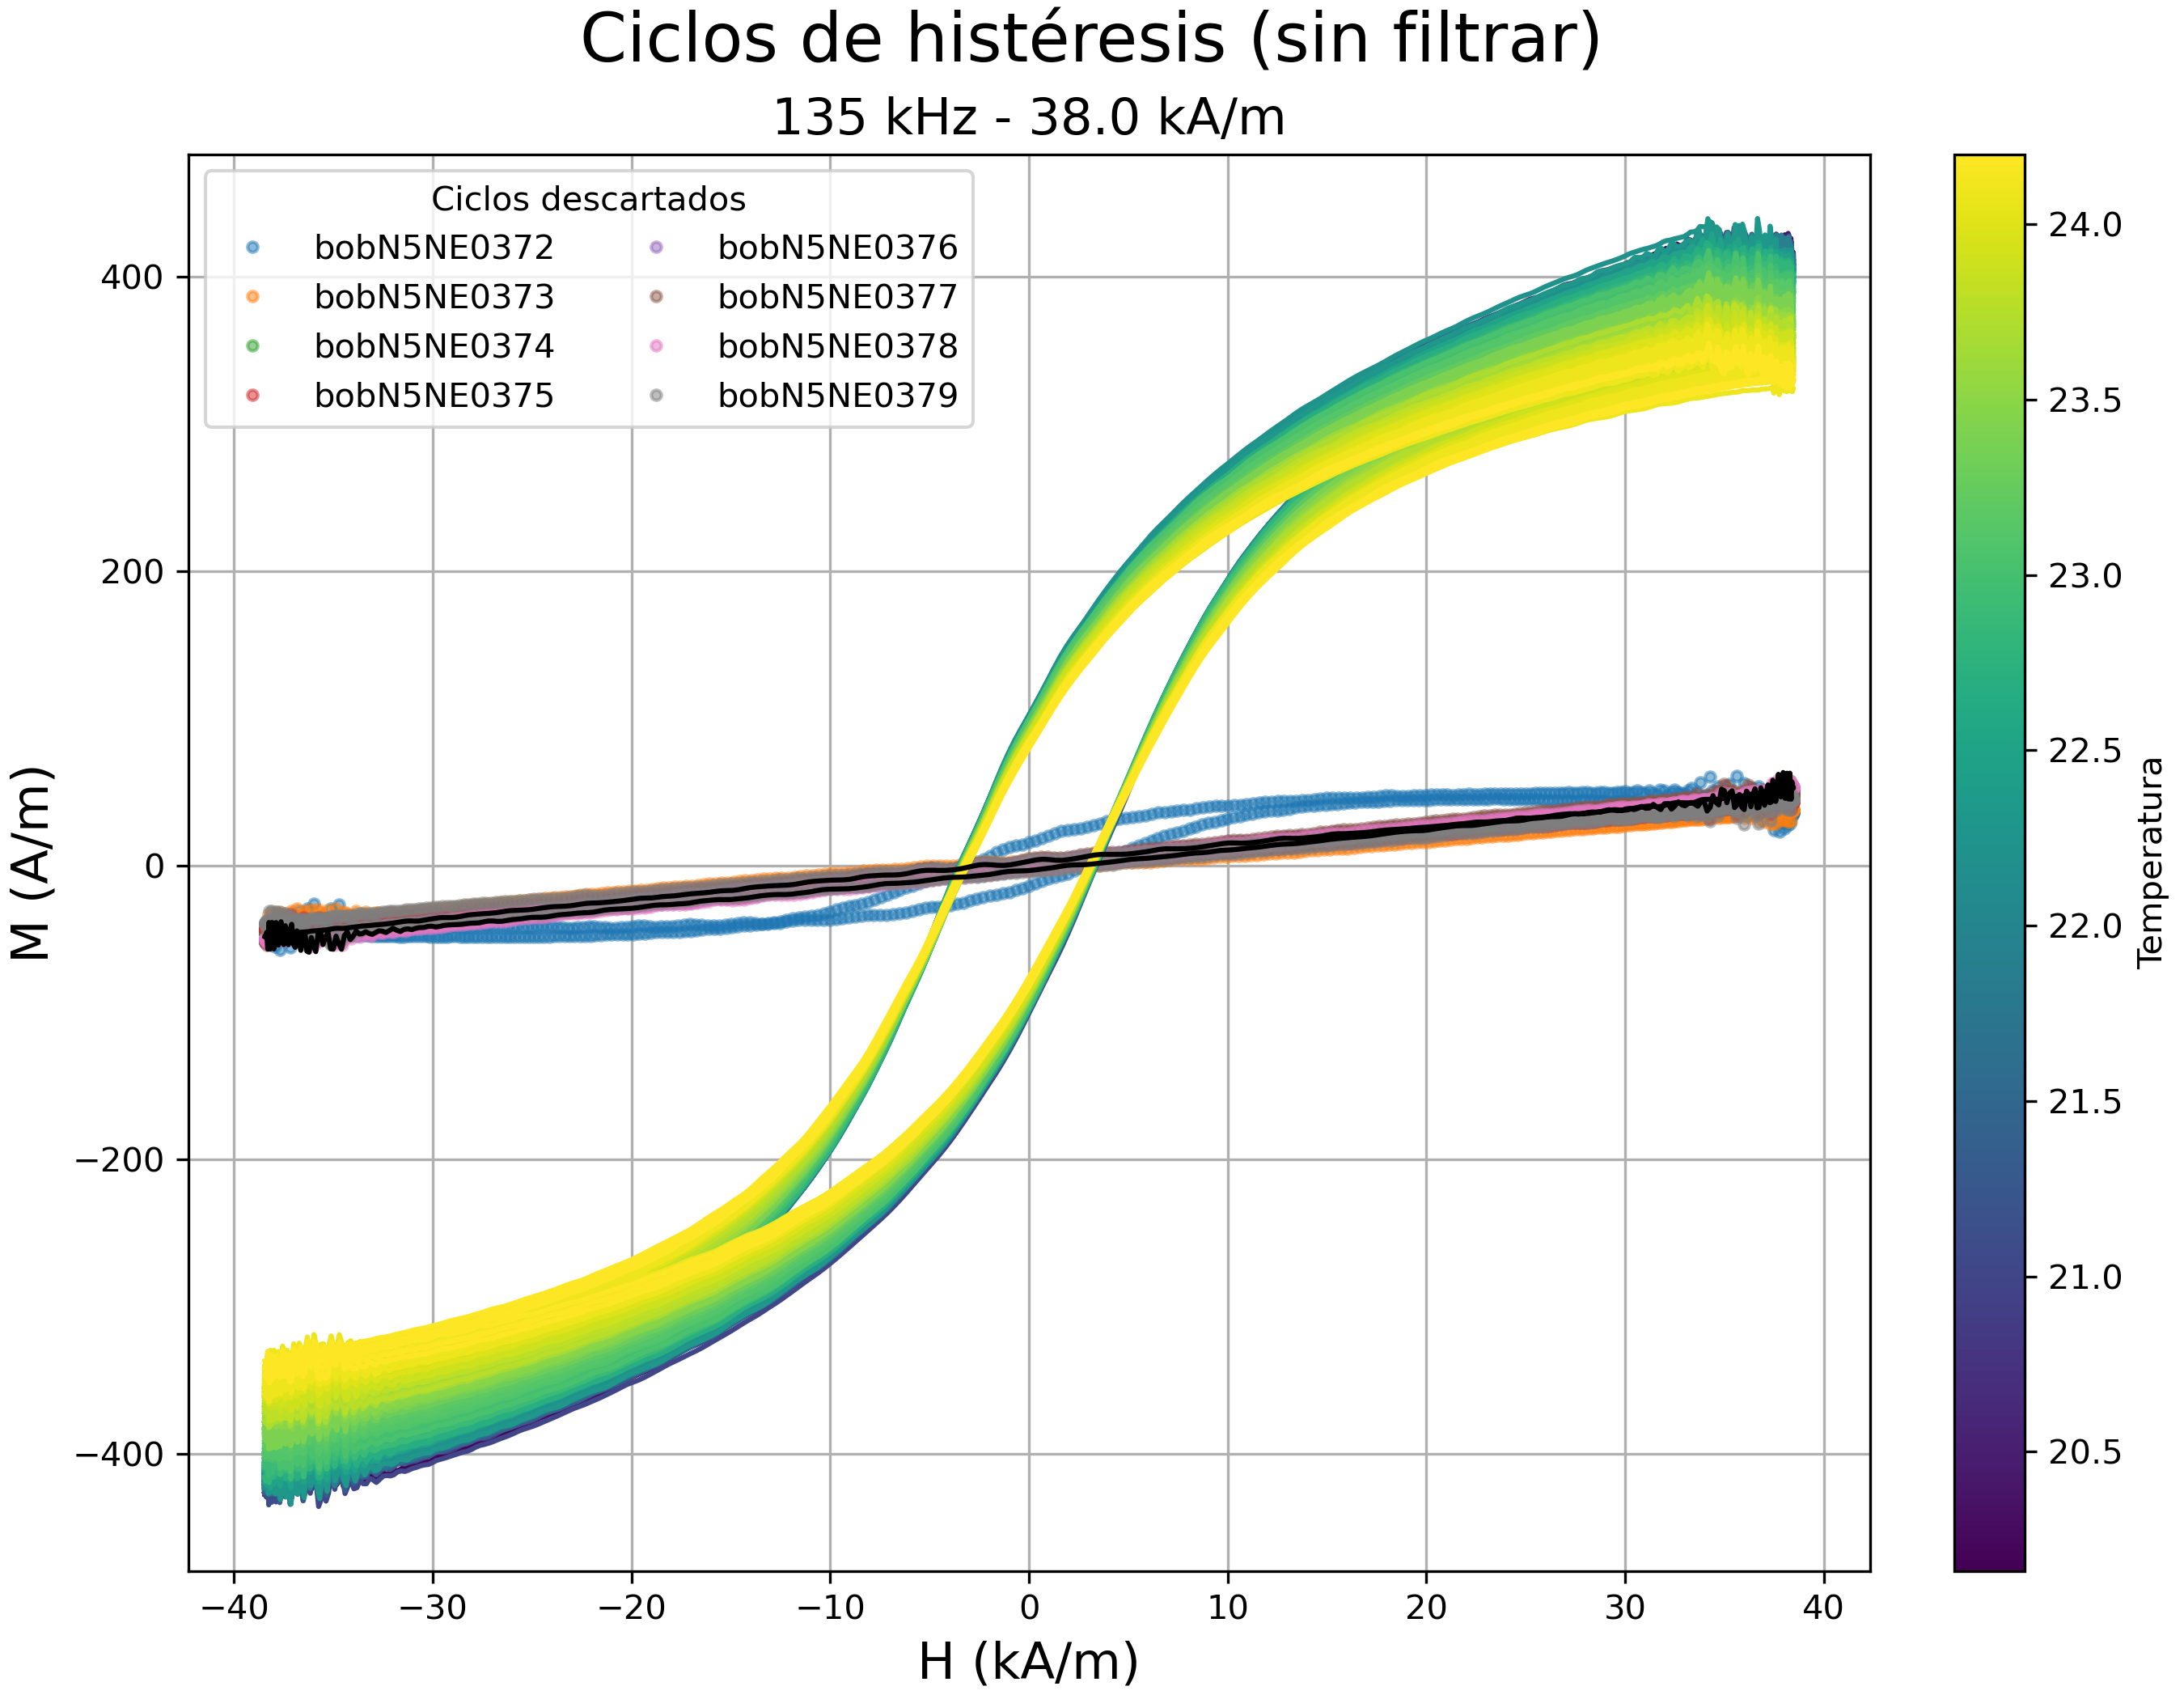 Ciclos de histéresis (sin filtrar)
135 kHz - 38.0 kA/m
Ciclos descartados
bobN5NE0372
bobN5NE0373
bobN5NE0374
bobN5NE0375
bobN5NE0376
bobN5NE0377
bobN5NE0378
bobN5NE0379
M (A/m)
400
200
0
−200
−400
−40
−30
−20
−10
0
10
20
30
40
H (kA/m)
24.0
23.5
23.0
22.5
22.0
21.5
21.0
20.5
Temperatura